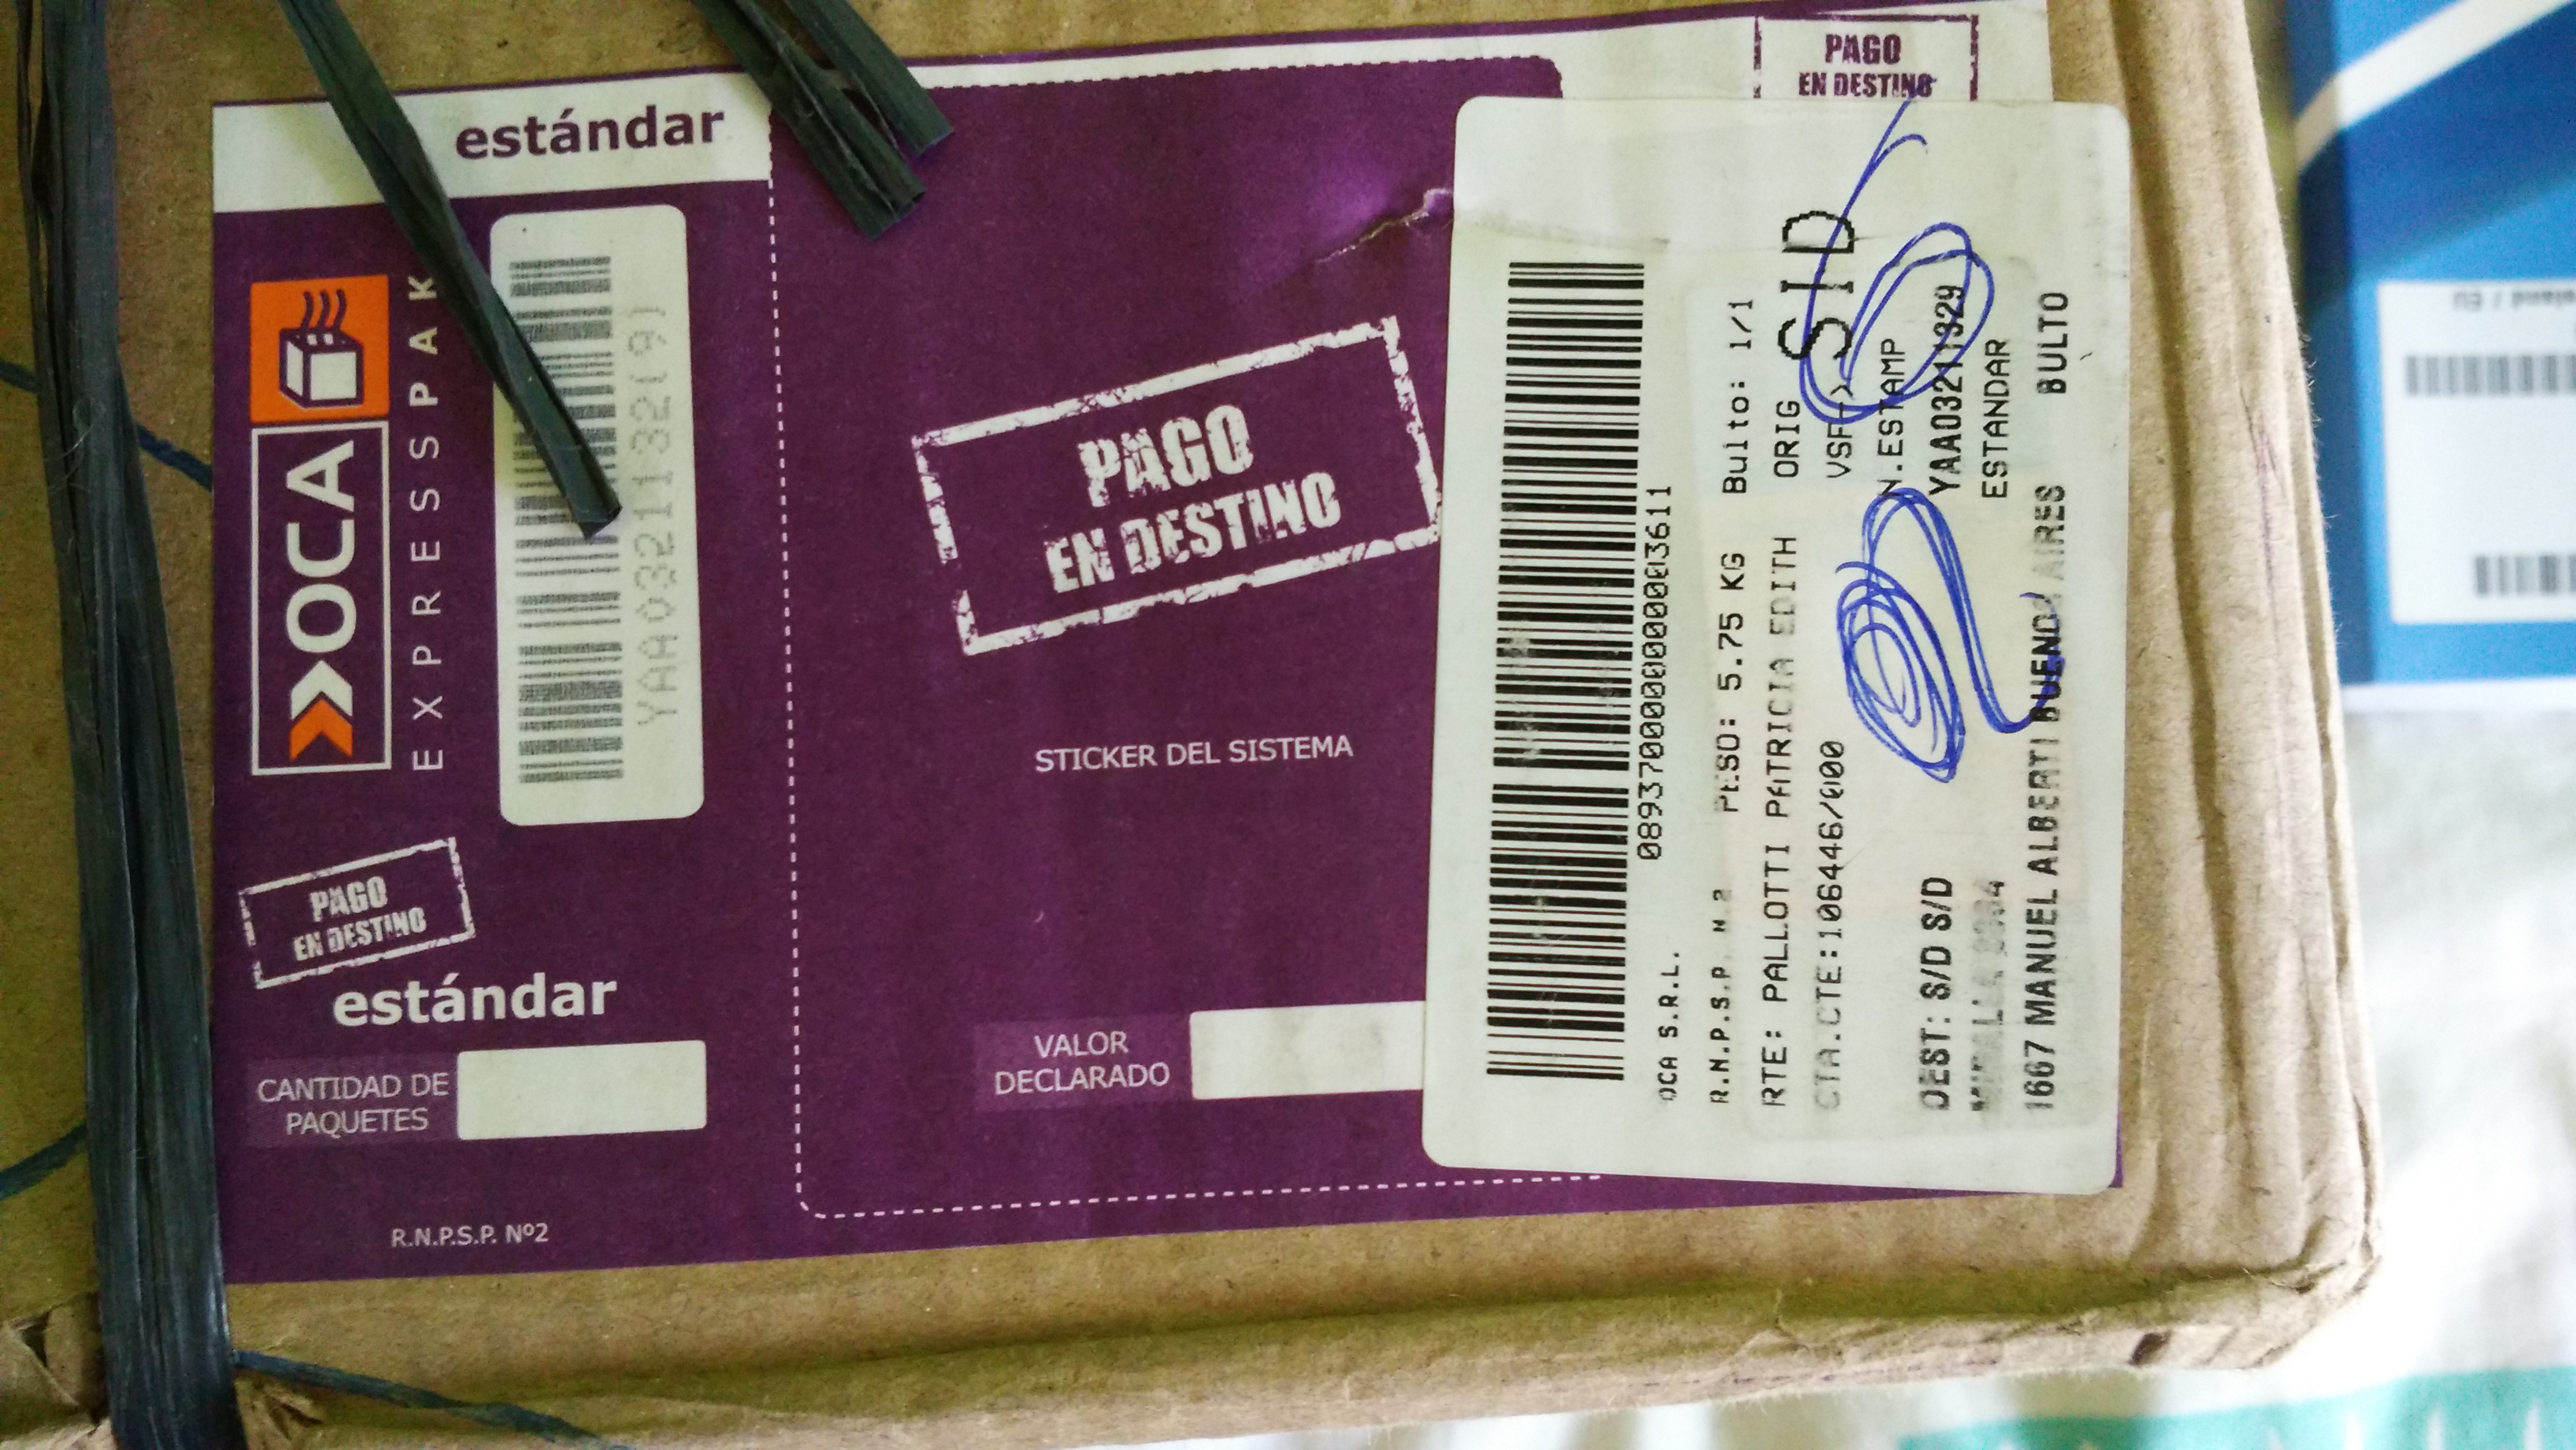 estándar
OCA
EXPRESSPAK
YAA0321132(9)
PAGO
EN DESTINO
estándar
CANTIDAD DE
PAQUETES
R.N.P.S.P. Nº2
PAGO
EN DESTINO
STICKER DEL SISTEMA
VALOR
DECLARADO
PAGO
EN DESTINO
OCA S.R.L.
R.N.P.S.P N 2 PESO: 5.75 KG Bulto: 1/1
RTE: PALLOTTI PATRICIA EDITH ORIG
CTA.CTE:106446/000
SID
N.ESTAMP
DEST: S/D S/D
ESTANDAR
1667 MANUEL ALBERTI BUENOS AIRES BULTO